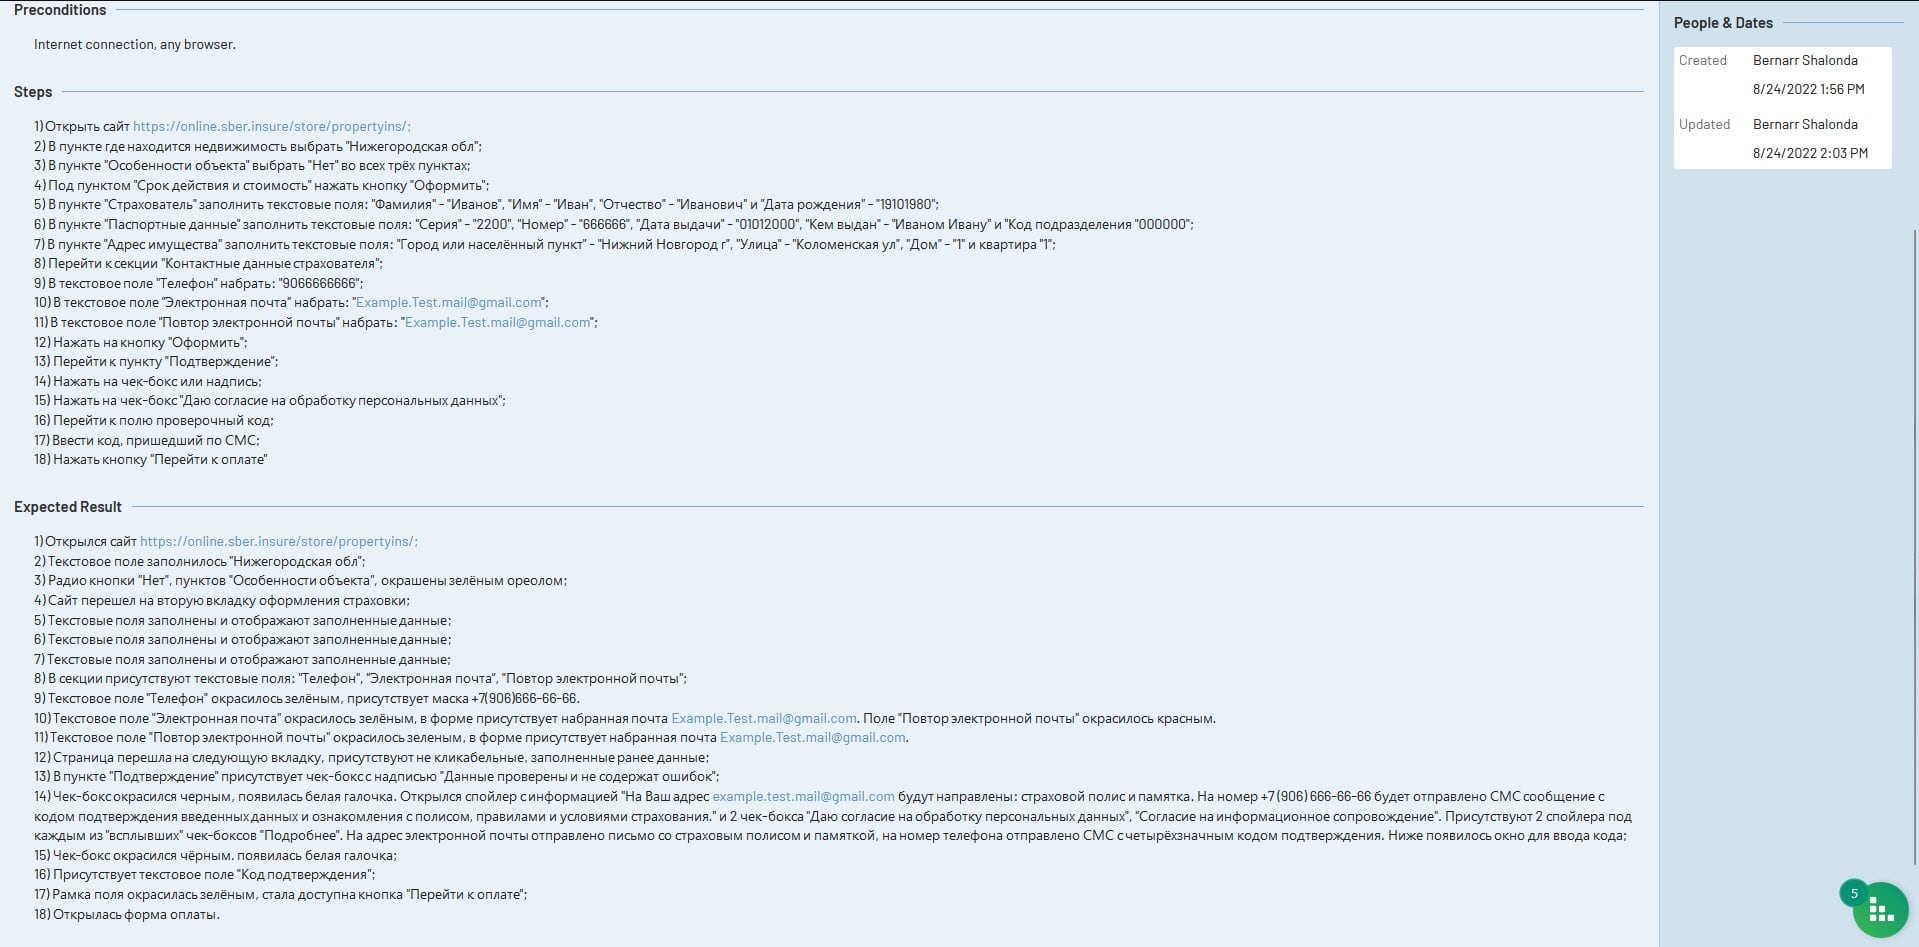 Preconditions
Internet connection, any browser.
Steps
1) Открыть сайт https://online.sber.insure/store/propertyins/;
2) В пункте где находится недвижимость выбрать "Нижегородская обл";
3) В пункте "Особенности объекта" выбрать "Нет" во всех трёх пунктах;
4) Под пунктом "Срок действия и стоимость" нажать кнопку "Оформить";
5) В пункте "Страхователь" заполнить текстовые поля: "Фамилия" - "Иванов", "Имя" - "Иван", "Отчество" - "Иванович" и "Дата рождения" - "19101980";
6) В пункте "Паспортные данные" заполнить текстовые поля: "Серия" - "2200", "Номер" - "666666", "Дата выдачи" - "01012000", "Кем выдан" - "Иваном Ивану" и "Код подразделения "000000";
7) В пункте "Адрес имущества" заполнить текстовые поля: "Город или населённый пункт" - "Нижний Новгород г", "Улица" - "Коломенская ул", "Дом" - "1" и квартира "1";
8) Перейти к секции "Контактные данные страхователя";
9) В текстовое поле "Телефон" набрать: "9066666666";
10) В текстовое поле "Электронная почта" набрать: "Example.Test.mail@gmail.com";
11) В текстовое поле "Повтор электронной почты" набрать: "Example.Test.mail@gmail.com";
12) Нажать на кнопку "Оформить";
13) Перейти к пункту "Подтверждение";
14) Нажать на чек-бокс или надпись;
15) Нажать на чек-бокс "Даю согласие на обработку персональных данных";
16) Перейти к полю проверочный код;
17) Ввести код, пришедший по СМС;
18) Нажать кнопку "Перейти к оплате"
Expected Result
1) Открылся сайт https://online.sber.insure/store/propertyins/;
2) Текстовое поле заполнилось "Нижегородская обл";
3) Радио кнопки "Нет", пунктов "Особенности объекта", окрашены зелёным ореолом;
4) Сайт перешел на вторую вкладку оформления страховки;
5) Текстовые поля заполнены и отображают заполненные данные;
6) Текстовые поля заполнены и отображают заполненные данные;
7) Текстовые поля заполнены и отображают заполненные данные;
8) В секции присутствуют текстовые поля: "Телефон", "Электронная почта", "Повтор электронной почты";
9) Текстовое поле "Телефон" окрасилось зелёным, присутствует маска +7(906)666-66-66.
10) Текстовое поле "Электронная почта" окрасилось зелёным, в форме присутствует набранная почта Example.Test.mail@gmail.com. Поле "Повтор электронной почты" окрасилось красным.
11) Текстовое поле "Повтор электронной почты" окрасилось зеленым, в форме присутствует набранная почта Example.Test.mail@gmail.com.
12) Страница перешла на следующую вкладку, присутствуют не кликабельные, заполненные ранее данные;
13) В пункте "Подтверждение" присутствует чек-бокс с надписью "Данные проверены и не содержат ошибок";
14) Чек-бокс окрасился черным, появилась белая галочка. Открылся спойлер с информацией "На Ваш адрес example.test.mail@gmail.com будут направлены: страховой полис и памятка. На номер +7 (906) 666-66-66 будет отправлено СМС сообщение с
кодом подтверждения введенных данных и ознакомления с полисом, правилами и условиями страхования." и 2 чек-бокса "Даю согласие на обработку персональных данных", "Согласие на информационное сопровождение". Присутствуют 2 спойлера под
каждым из "всплывших" чек-боксов "Подробнее". На адрес электронной почты отправлено письмо со страховым полисом и памяткой, на номер телефона отправлено СМС с четырёхзначным кодом подтверждения. Ниже появилось окно для ввода кода;
15) Чек-бокс окрасился чёрным. появилась белая галочка;
16) Присутствует текстовое поле "Код подтверждения";
17) Рамка поля окрасилась зелёным, стала доступна кнопка "Перейти к оплате";
18) Открылась форма оплаты.
People & Dates
Created Bernarr Shalonda
8/24/2022 1:56 PM
Updated Bernarr Shalonda
8/24/2022 2:03 PM
5